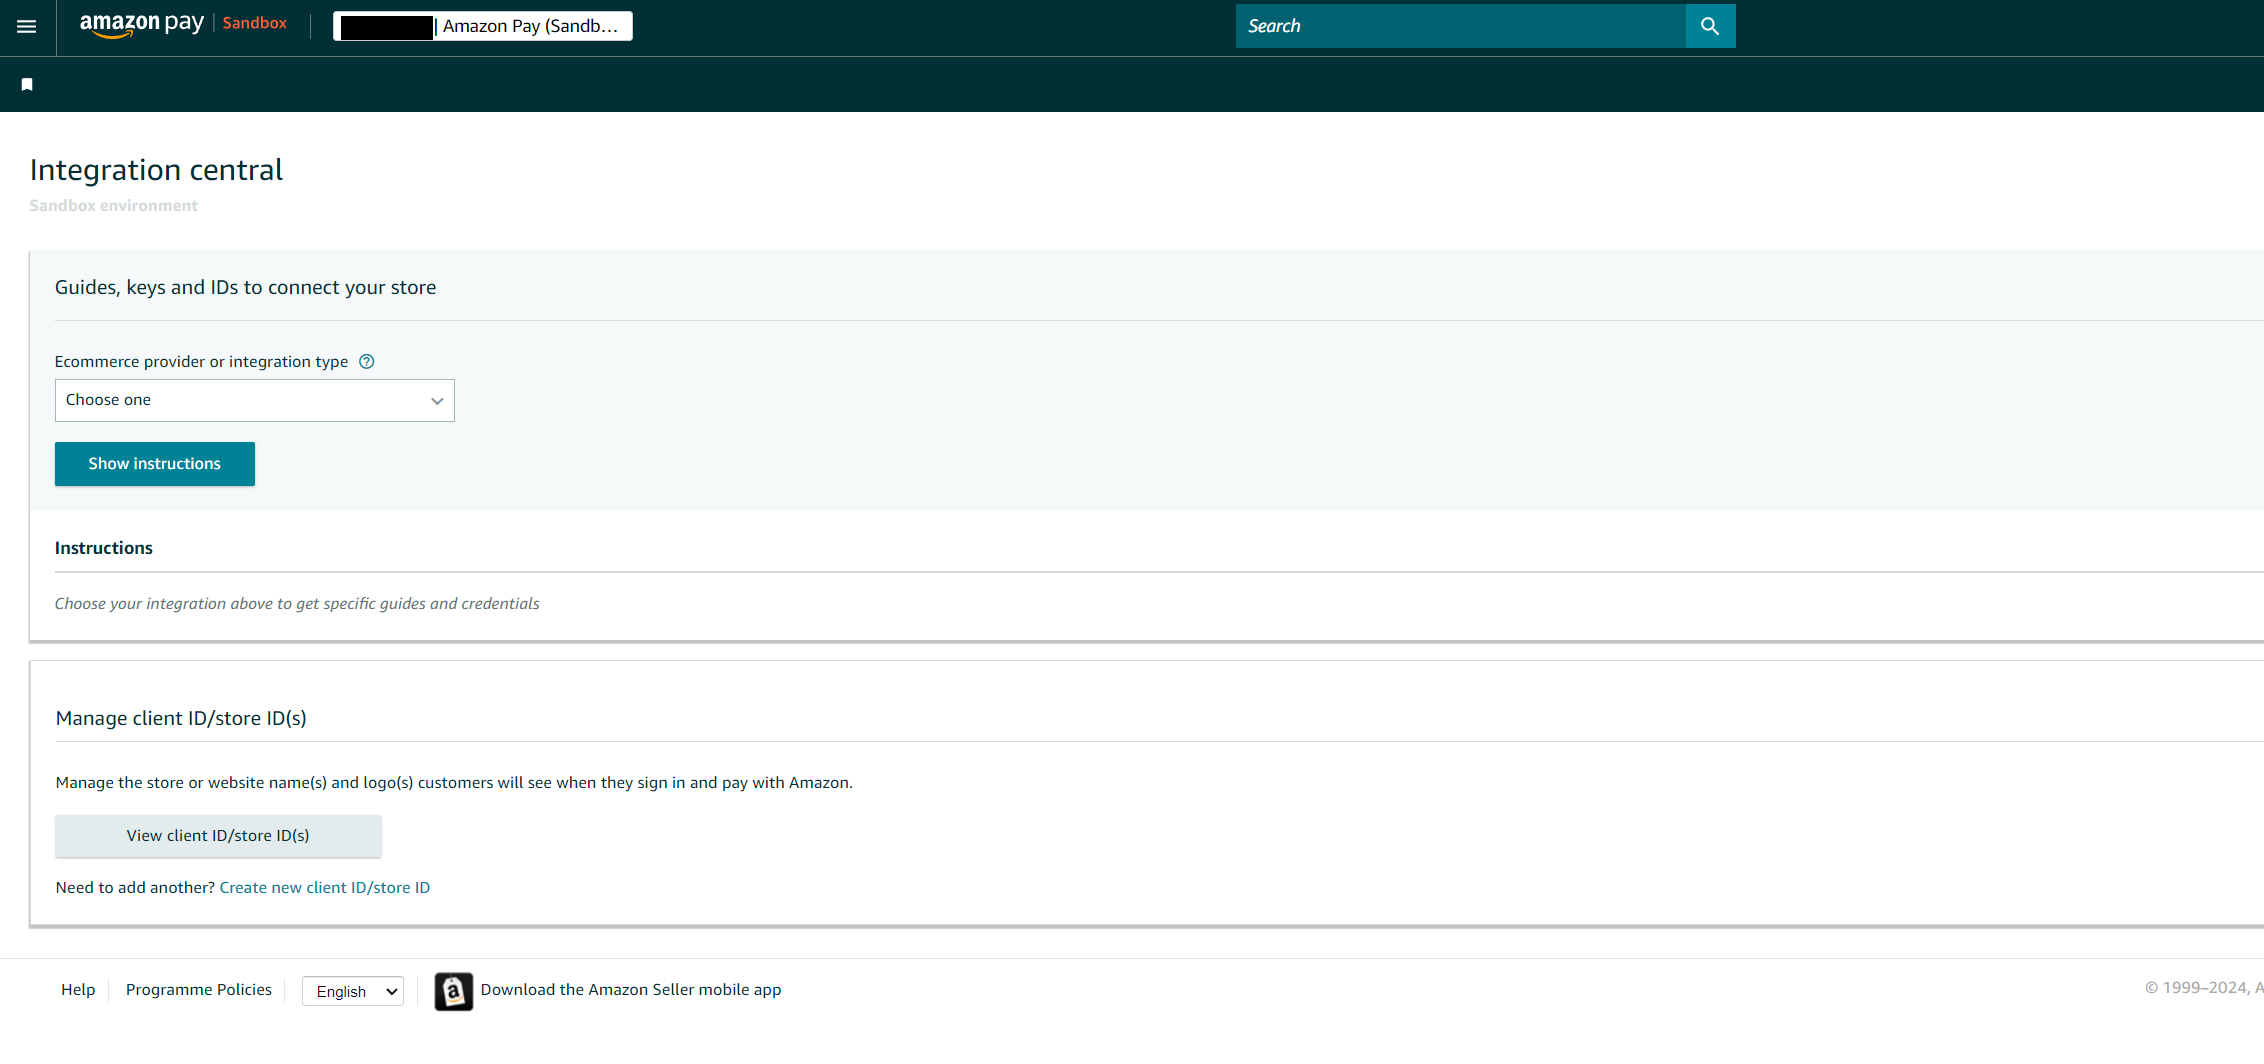 amazon pay | Sandbox
| Amazon Pay (Sandb...
Search
Integration central
Sandbox environment
Guides, keys and IDs to connect your store
Ecommerce provider or integration type
Choose one
Show instructions
Instructions
Choose your integration above to get specific guides and credentials
Manage client ID/store ID(s)
Manage the store or website name(s) and logo(s) customers will see when they sign in and pay with Amazon.
View client ID/store ID(s)
Need to add another? Create new client ID/store ID
Help
Programme Policies
English
Download the Amazon Seller mobile app
© 1999–2024, A